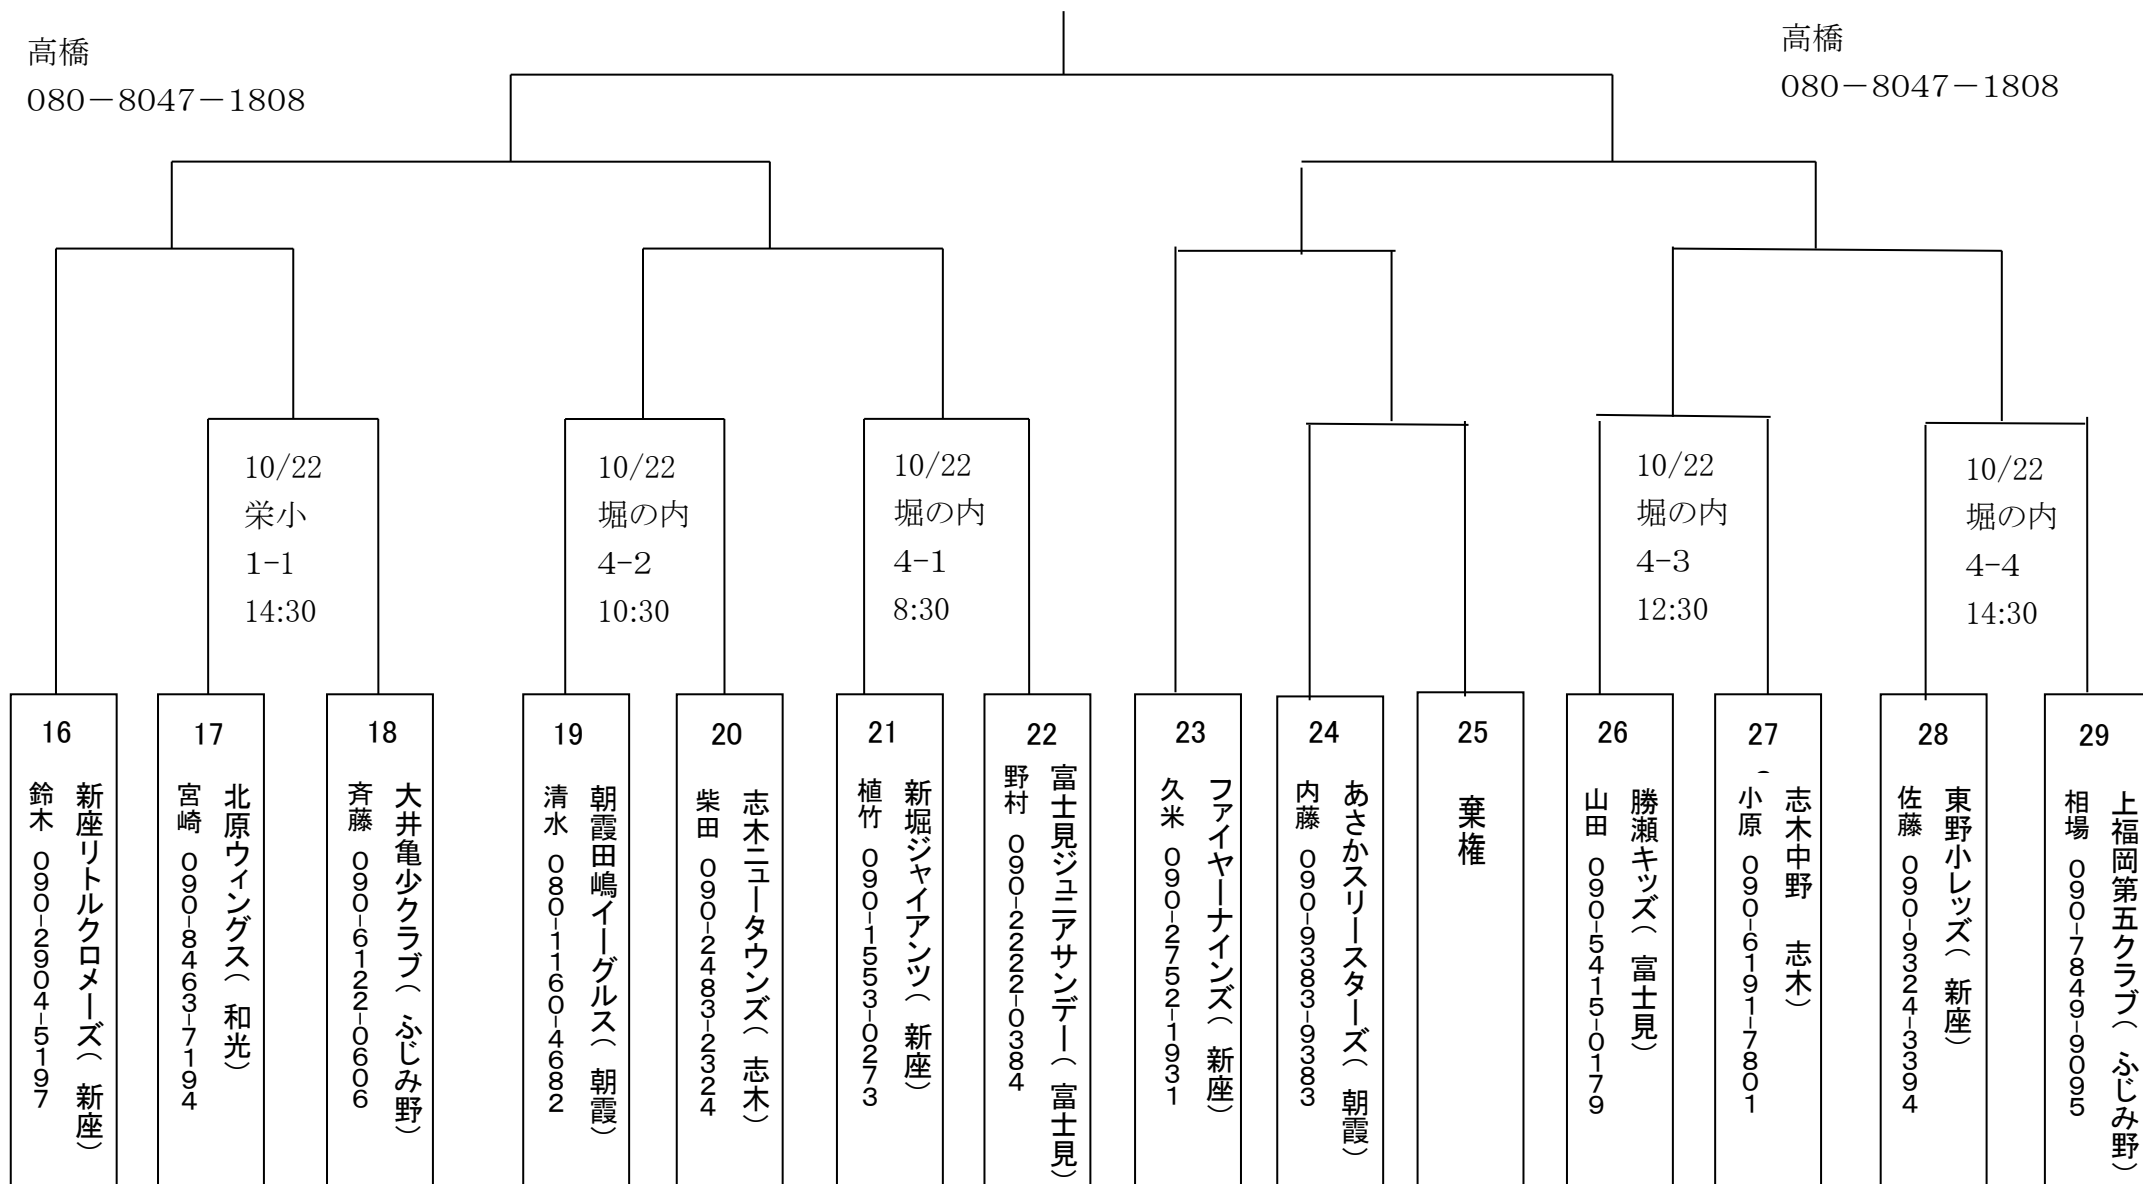 高橋
080－8047－1808
高橋
080－8047－1808
10/22
栄小
1-1
14:30
10/22
堀の内
4-2
10:30
10/22
堀の内
4-1
8:30
10/22
堀の内
4-3
12:30
10/22
堀の内
4-4
14:30
16
新座リトルクロメーズ（ 新座）
鈴木 090-2904-5197
17
北原ウィングス（ 和光）
宮崎 090-8463-7194
18
大井亀少クラブ（ ふじみ野）
斉藤 090-6122-0606
19
朝霞田嶋イーグルス（ 朝霞）
清水 080-1160-4682
20
志木ニュータウンズ（ 志木）
柴田 090-2483-2324
21
新堀ジャイアンツ（ 新座）
植竹 090-1553-0273
22
富士見ジュニアサンデー（ 富士見）
野村 090-2222-0384
23
ファイヤーナインズ（ 新座）
久米 090-2752-1931
24
あさかスリースターズ（ 朝霞）
内藤 090-9383-9383
25
棄権
26
勝瀬キッズ（ 富士見）
山田 090-5415-0179
27
志木中野 志木）
小原 090-6191-7801
28
東野小レッズ（ 新座）
佐藤 090-9324-3394
29
上福岡第五クラブ（ ふじみ野）
相場 090-7849-9095